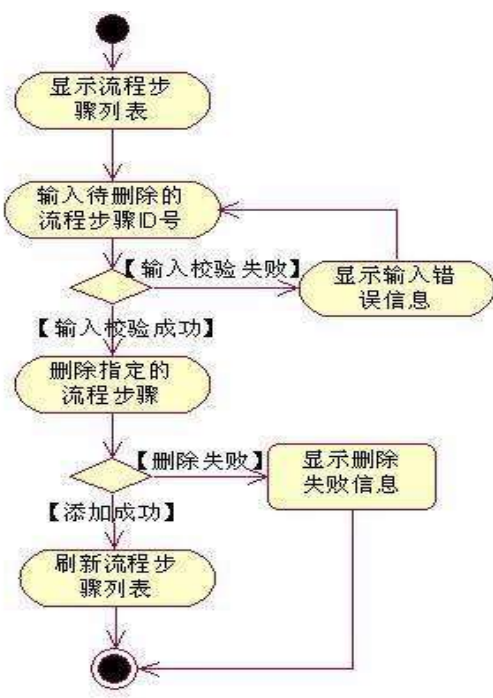 显示流程步
骤列表
输入待删除的
流程步骤ID号
【输入校验失败】
显示输入错
误信息
【输入校验成功】
删除指定的
流程步骤
【删除失败】
显示删除
失败信息
【添加成功】
刷新流程步
骤列表